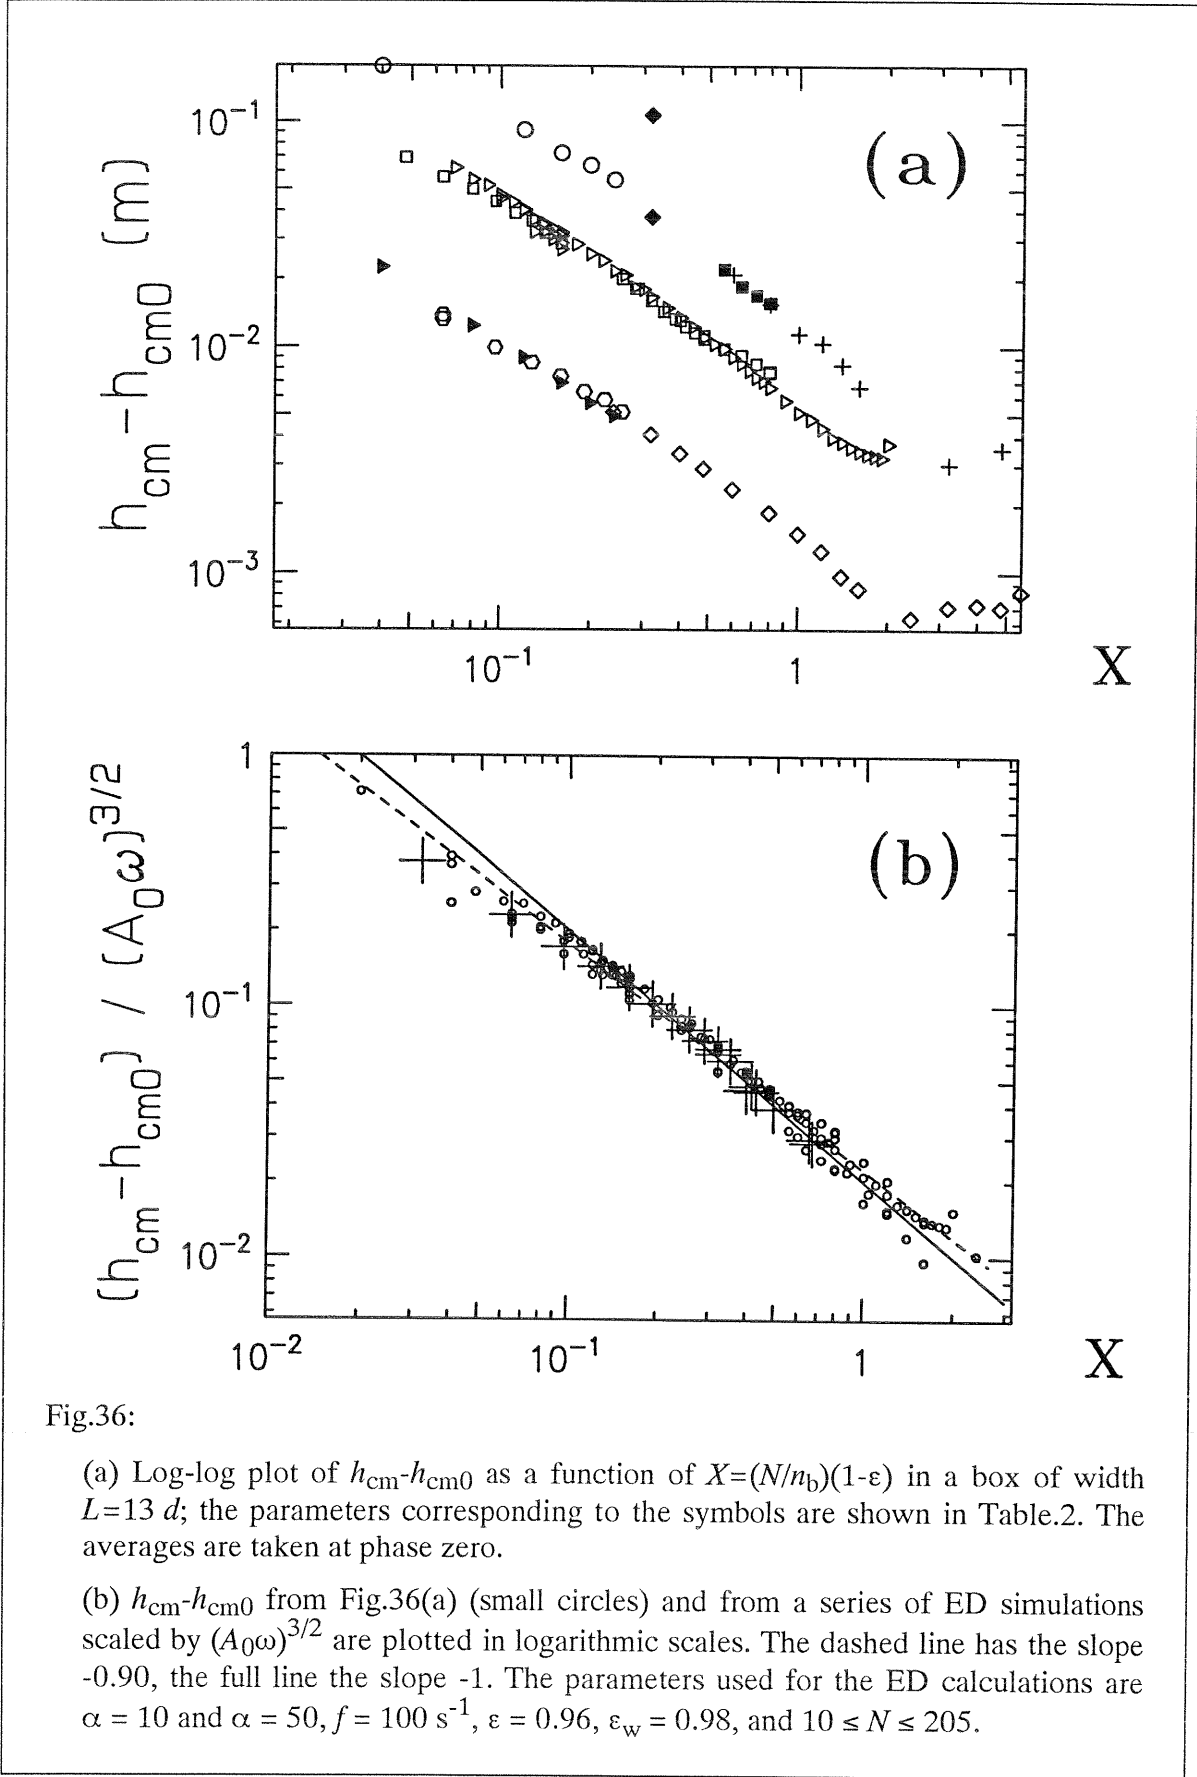 (a)
h_cm-h_cm0 (m)
10^-1
10^-2
10^-3
10^-1 1 X
(b)
(h_cm-h_cm0) / (A_0ω)^3/2
1
10^-1
10^-2
10^-2 10^-1 1 X
Fig.36:
(a) Log-log plot of h_cm-h_cm0 as a function of X=(N/n_b)(1-ε) in a box of width
L=13 d; the parameters corresponding to the symbols are shown in Table.2. The
averages are taken at phase zero.
(b) h_cm-h_cm0 from Fig.36(a) (small circles) and from a series of ED simulations
scaled by (A_0ω)^3/2 are plotted in logarithmic scales. The dashed line has the slope
-0.90, the full line the slope -1. The parameters used for the ED calculations are
α = 10 and α = 50, f = 100 s^-1, ε = 0.96, ε_w = 0.98, and 10 ≤ N ≤ 205.